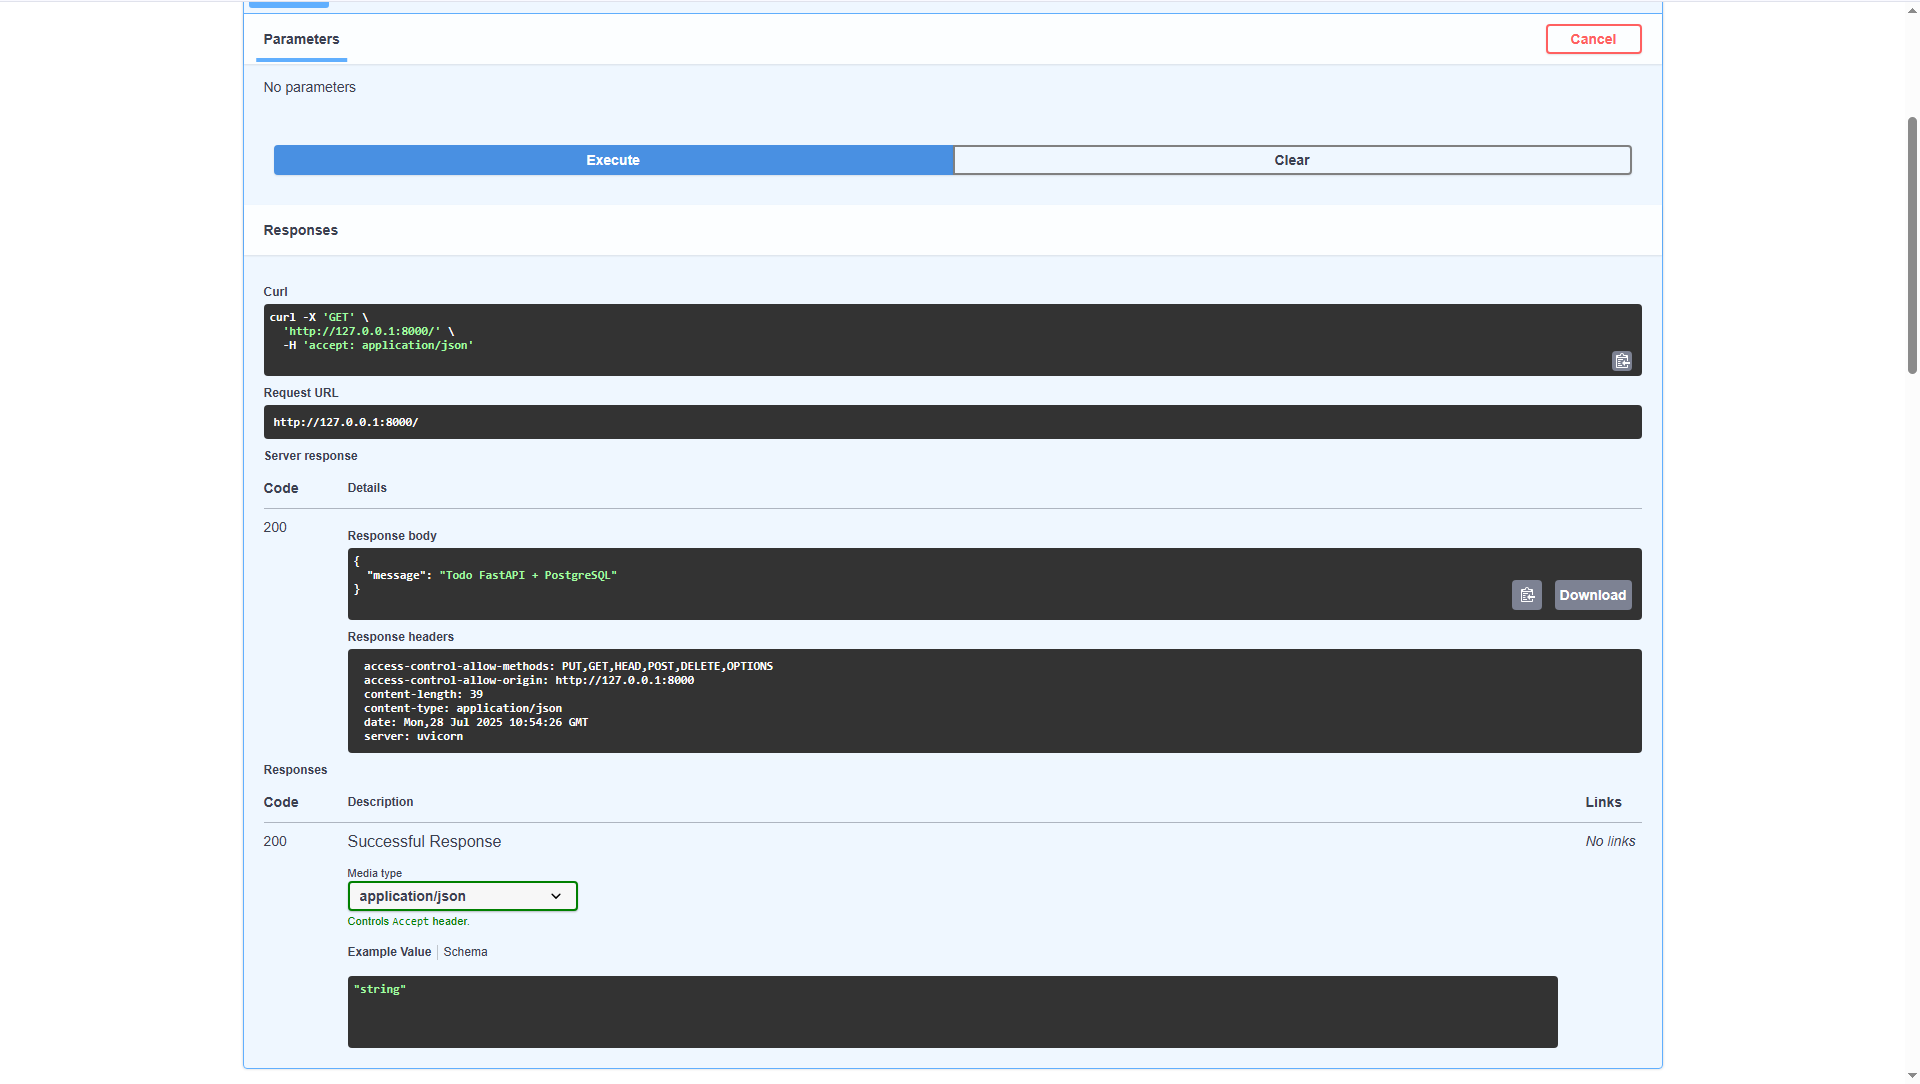 Parameters
Cancel
No parameters
Execute
Clear
Responses
Curl
curl -X 'GET' \
  'http://127.0.0.1:8000/' \
  -H 'accept: application/json'
Request URL
http://127.0.0.1:8000/
Server response
Code Details
200
Response body
{
  "message": "Todo FastAPI + PostgreSQL"
}
Download
Response headers
access-control-allow-methods: PUT,GET,HEAD,POST,DELETE,OPTIONS
access-control-allow-origin: http://127.0.0.1:8000
content-length: 39
content-type: application/json
date: Mon,28 Jul 2025 10:54:26 GMT
server: uvicorn
Responses
Code Description Links
200 Successful Response No links
Media type
application/json
Controls Accept header.
Example Value Schema
"string"